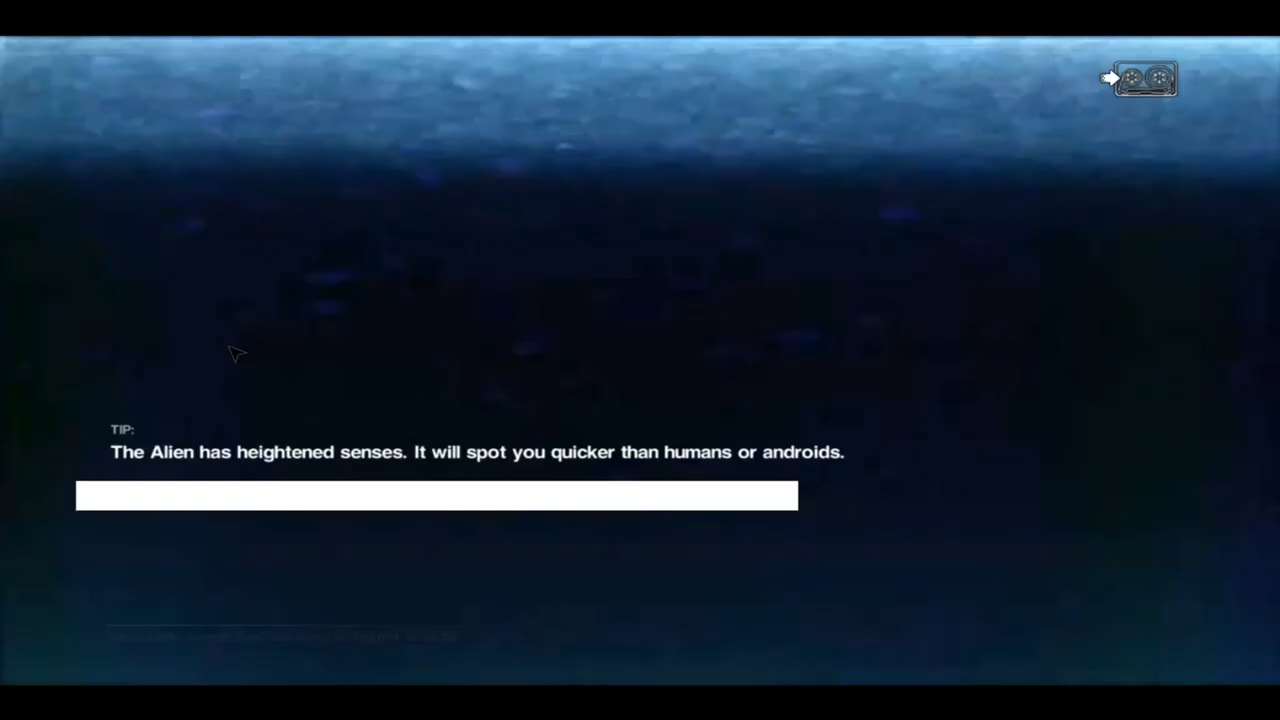 TIP:
The Alien has heightened senses. It will spot you quicker than humans or androids.